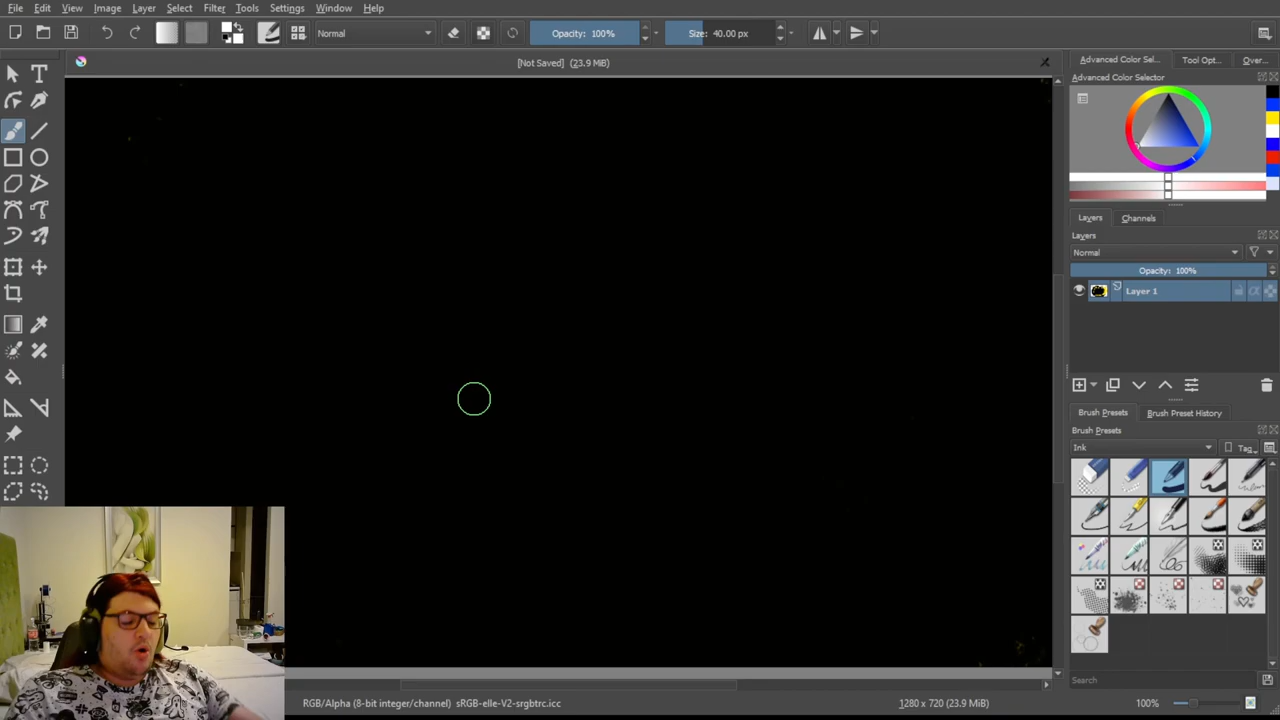 File Edit View Image Layer Select Filter Tools Settings Window Help
Normal Opacity: 100% Size: 40.00 px
[Not Saved] (23.9 MiB)
Advanced Color Sel... Tool Opt... Over...
Advanced Color Selector
Layers Channels
Layers
Normal
Opacity: 100%
Layer 1
Brush Presets Brush Preset History
Brush Presets
Ink Tag
Search
RGB/Alpha (8-bit integer/channel) sRGB-elle-V2-srgbtrc.icc 1280 x 720 (23.9 MiB) 100%